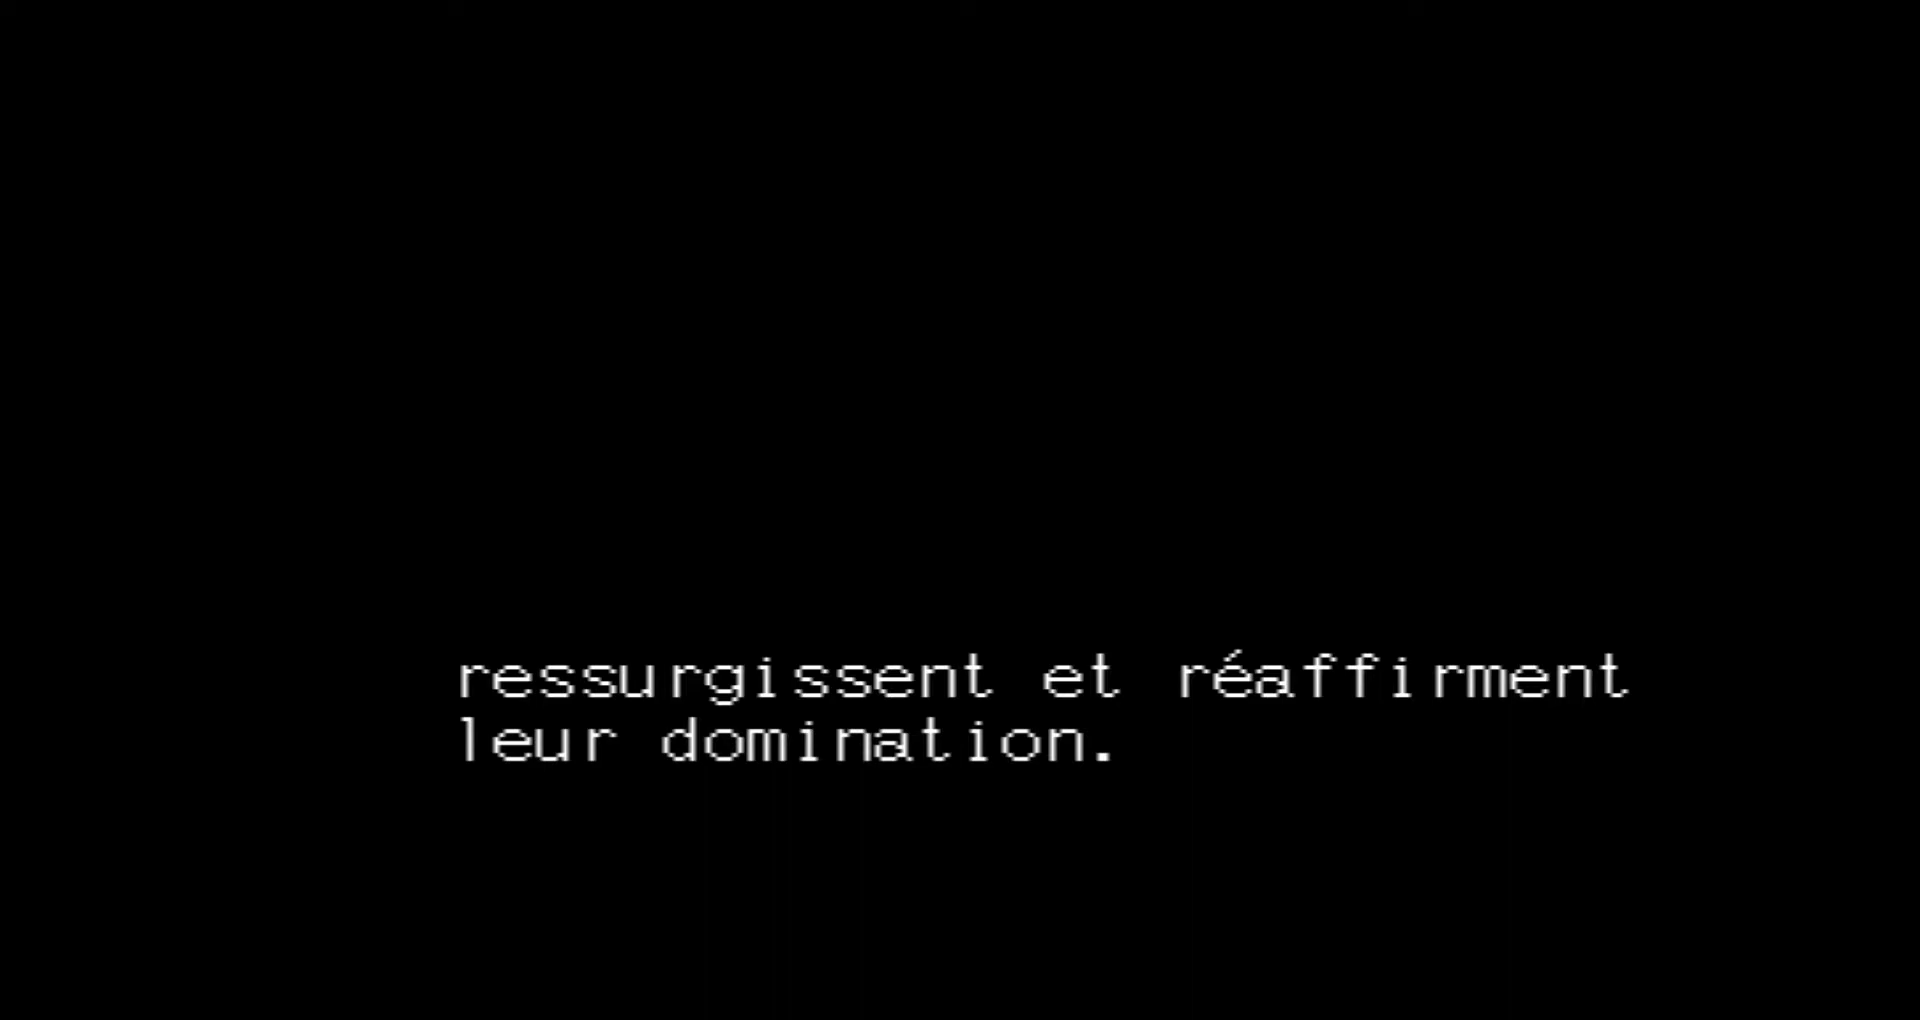 ressurgissent et réaffirment
leur domination.